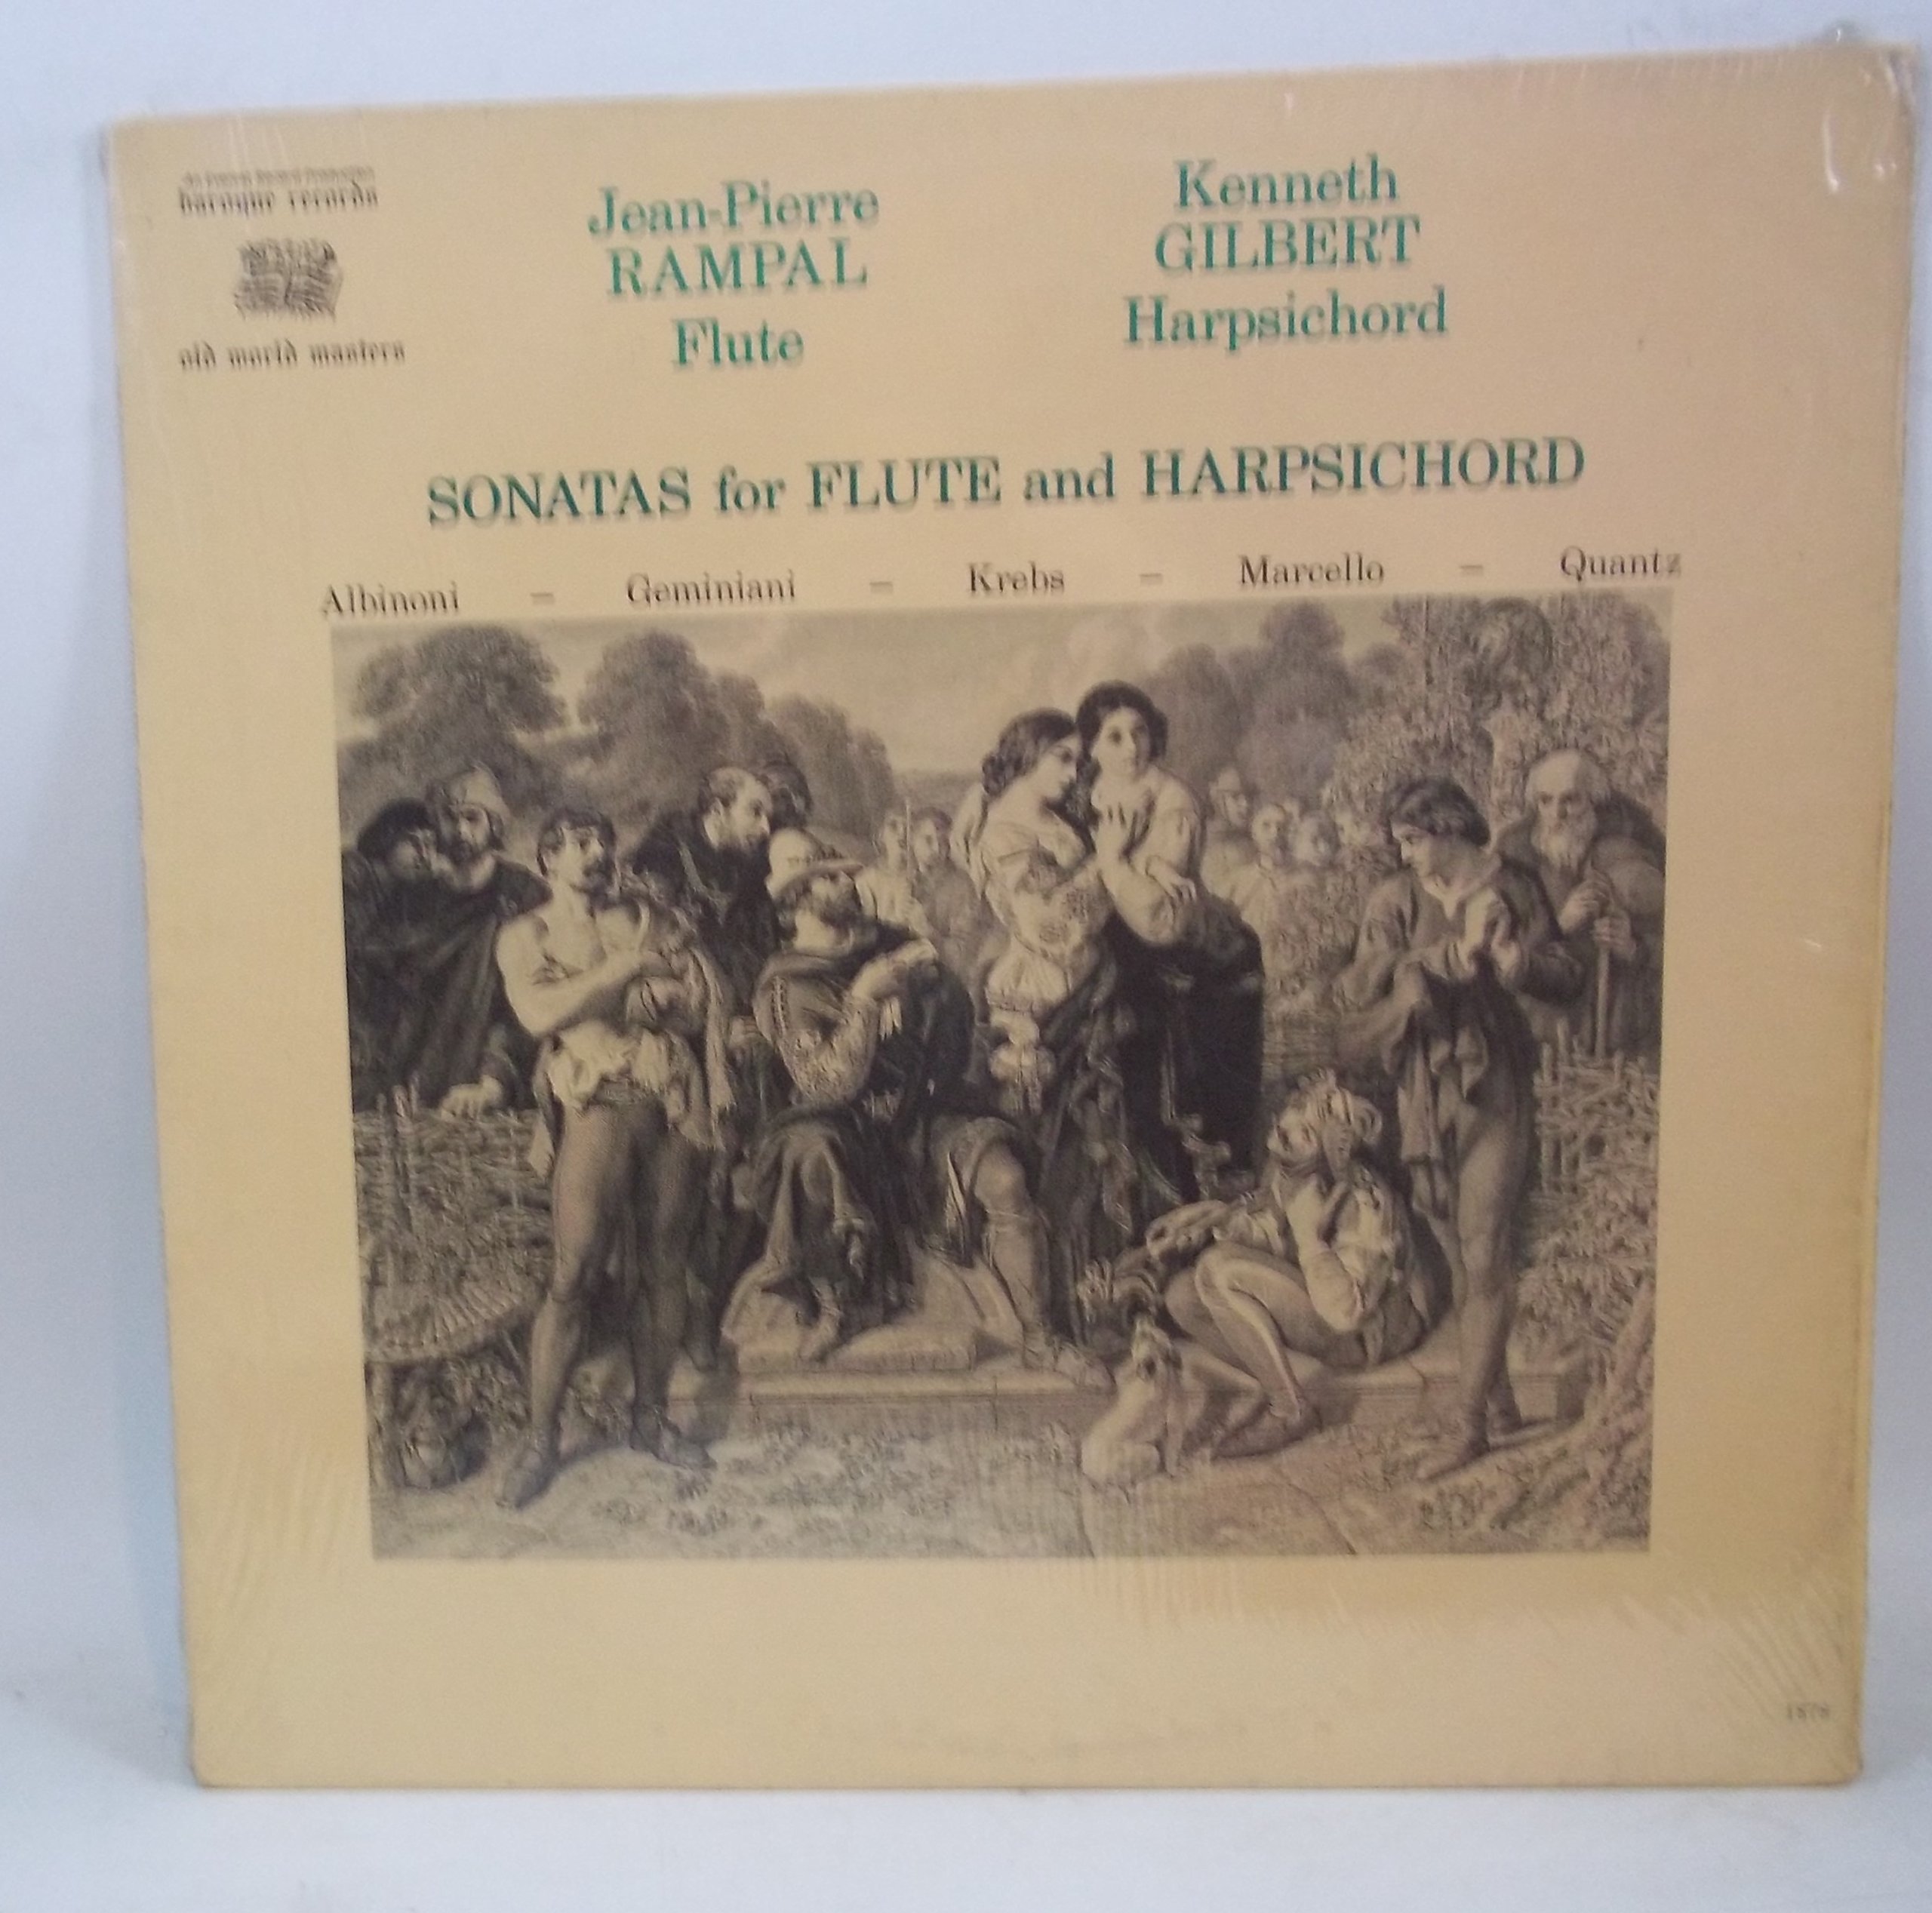 baroque records
old world masters
Jean-Pierre
RAMPAL
Flute
Kenneth
GILBERT
Harpsichord
SONATAS for FLUTE and HARPSICHORD
Albinoni – Geminiani – Krebs – Marcello – Quantz